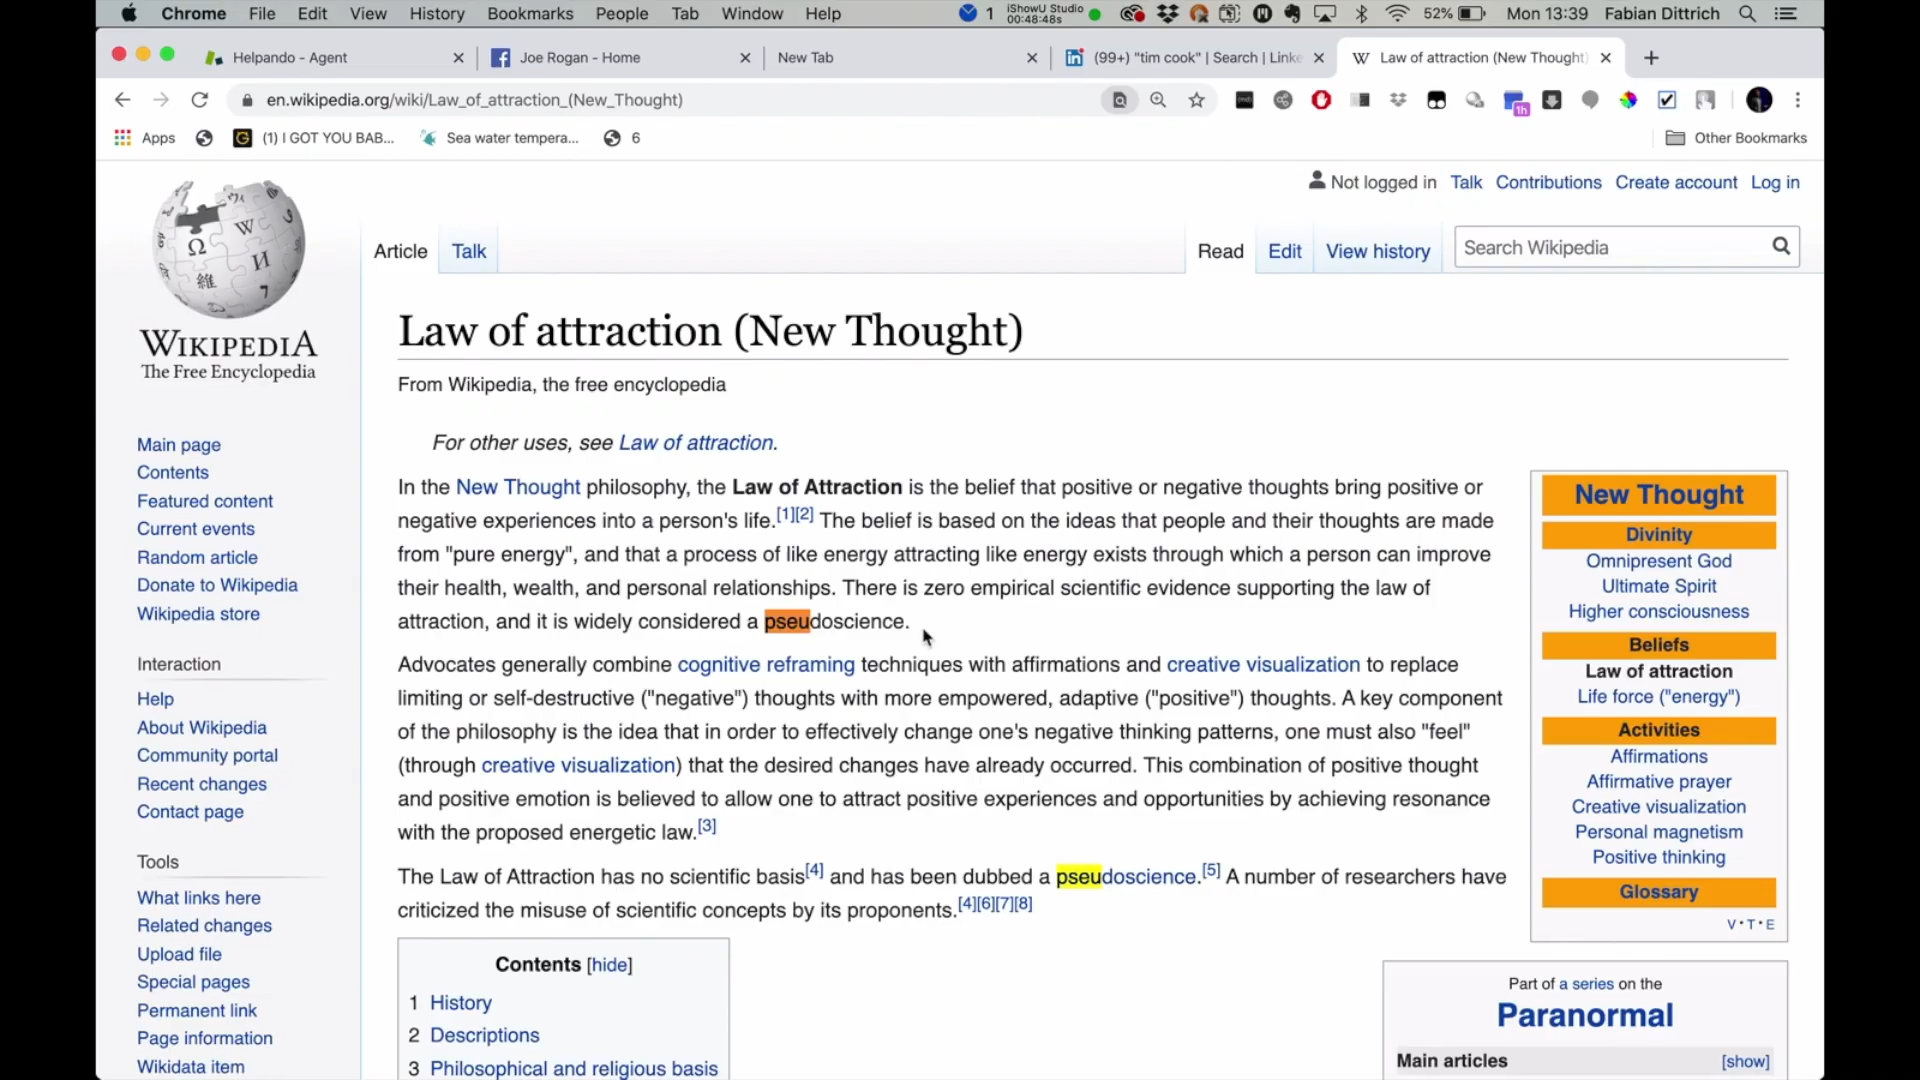 Chrome File Edit View History Bookmarks People Tab Window Help 1 iShowU Studio 00:48:48s 52% Mon 13:39 Fabian Dittrich
Helpando - Agent
Joe Rogan - Home
New Tab
(99+) "tim cook" | Search | Linke
Law of attraction (New Thought)
en.wikipedia.org/wiki/Law_of_attraction_(New_Thought)
1h
Apps
(1) I GOT YOU BAB...
Sea water tempera...
6
Other Bookmarks
Not logged in Talk Contributions Create account Log in
Article Talk Read Edit View history Search Wikipedia
WIKIPEDIA
The Free Encyclopedia
Main page
Contents
Featured content
Current events
Random article
Donate to Wikipedia
Wikipedia store
Interaction
Help
About Wikipedia
Community portal
Recent changes
Contact page
Tools
What links here
Related changes
Upload file
Special pages
Permanent link
Page information
Wikidata item
Law of attraction (New Thought)
From Wikipedia, the free encyclopedia
For other uses, see Law of attraction.
In the New Thought philosophy, the Law of Attraction is the belief that positive or negative thoughts bring positive or
negative experiences into a person's life.[1][2] The belief is based on the ideas that people and their thoughts are made
from "pure energy", and that a process of like energy attracting like energy exists through which a person can improve
their health, wealth, and personal relationships. There is zero empirical scientific evidence supporting the law of
attraction, and it is widely considered a pseudoscience.
Advocates generally combine cognitive reframing techniques with affirmations and creative visualization to replace
limiting or self-destructive ("negative") thoughts with more empowered, adaptive ("positive") thoughts. A key component
of the philosophy is the idea that in order to effectively change one's negative thinking patterns, one must also "feel"
(through creative visualization) that the desired changes have already occurred. This combination of positive thought
and positive emotion is believed to allow one to attract positive experiences and opportunities by achieving resonance
with the proposed energetic law.[3]
The Law of Attraction has no scientific basis[4] and has been dubbed a pseudoscience.[5] A number of researchers have
criticized the misuse of scientific concepts by its proponents.[4][6][7][8]
Contents [hide]
1 History
2 Descriptions
3 Philosophical and religious basis
New Thought
Divinity
Omnipresent God
Ultimate Spirit
Higher consciousness
Beliefs
Law of attraction
Life force ("energy")
Activities
Affirmations
Affirmative prayer
Creative visualization
Personal magnetism
Positive thinking
Glossary
V · T · E
Part of a series on the
Paranormal
Main articles [show]